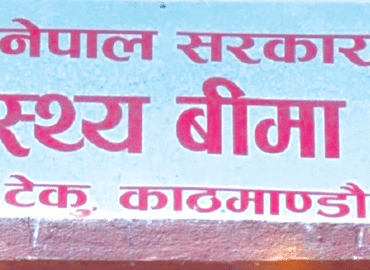 नेपाल सरकार
स्थ्य बीमा
टेकु, काठमाण्डौ